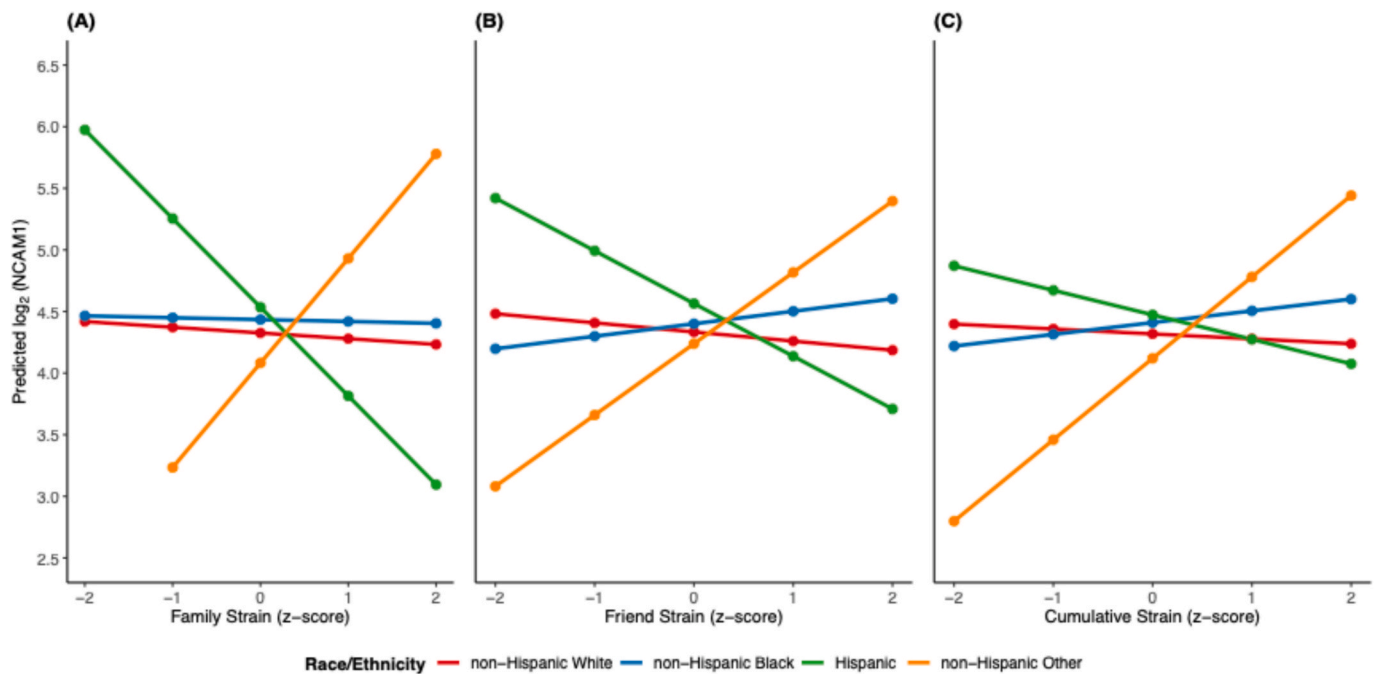 (A)
(B)
(C)
Predicted log2 (NCAM1)
6.5
6.0
5.5
5.0
4.5
4.0
3.5
3.0
2.5
−2 −1 0 1 2
−2 −1 0 1 2
−2 −1 0 1 2
Family Strain (z−score)
Friend Strain (z−score)
Cumulative Strain (z−score)
Race/Ethnicity non−Hispanic White non−Hispanic Black Hispanic non−Hispanic Other